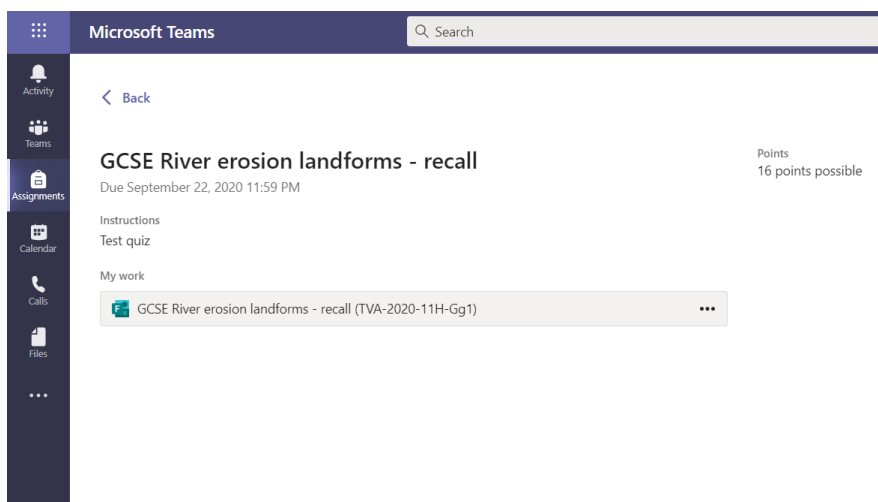 Microsoft Teams
Search
Activity
Teams
Assignments
Calendar
Calls
Files
Back
GCSE River erosion landforms - recall
Due September 22, 2020 11:59 PM
Points
16 points possible
Instructions
Test quiz
My work
GCSE River erosion landforms - recall (TVA-2020-11H-Gg1)